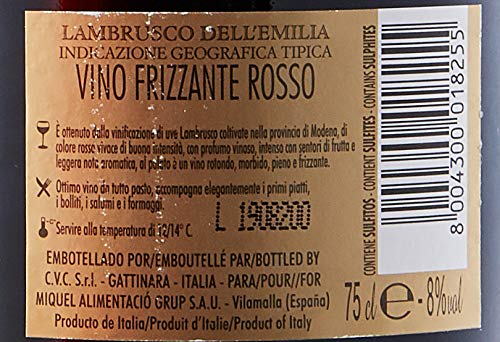 LAMBRUSCO DELL'EMILIA
INDICAZIONE GEOGRAFICA TIPICA
VINO FRIZZANTE ROSSO
È ottenuto dalla vinificazione di uve Lambrusco coltivate nella provincia di Modena, di
colore rosso vivace di buona intensità, con profumo vinoso, intenso con sentori di frutta e
leggera nota aromatica, al palato è un vino rotondo, morbido, pieno e frizzante.
Ottimo vino da tutto pasto, accompagna elegantemente i primi piatti,
i bolliti, i salumi e i formaggi.
Servire alla temperatura di 12/14° C.
L 190820D
EMBOTELLADO POR/EMBOUTELLÉ PAR/BOTTLED BY
C.V.C. S.r.l. - GATTINARA - ITALIA - PARA/POUR//FOR
MIQUEL ALIMENTACIÓ GRUP S.A.U. - Vilamalla (España)
Producto de Italia/Produit d'Italie/Product of Italy
CONTIENE SULFITOS - CONTIENT SULFITES - CONTAINS SULPHITES
8 004300 018255
75 cl e - 8% vol